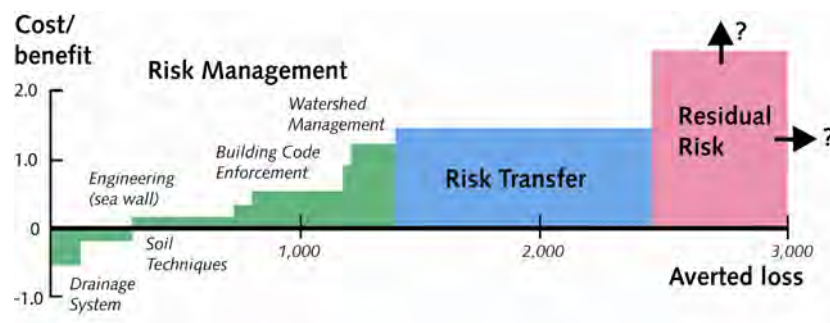 Cost/
benefit
Risk Management
2.0
1.0
0
-1.0
Drainage
System
Soil
Techniques
Engineering
(sea wall)
Building Code
Enforcement
Watershed
Management
Risk Transfer
Residual
Risk
?
?
1,000
2,000
3,000
Averted loss